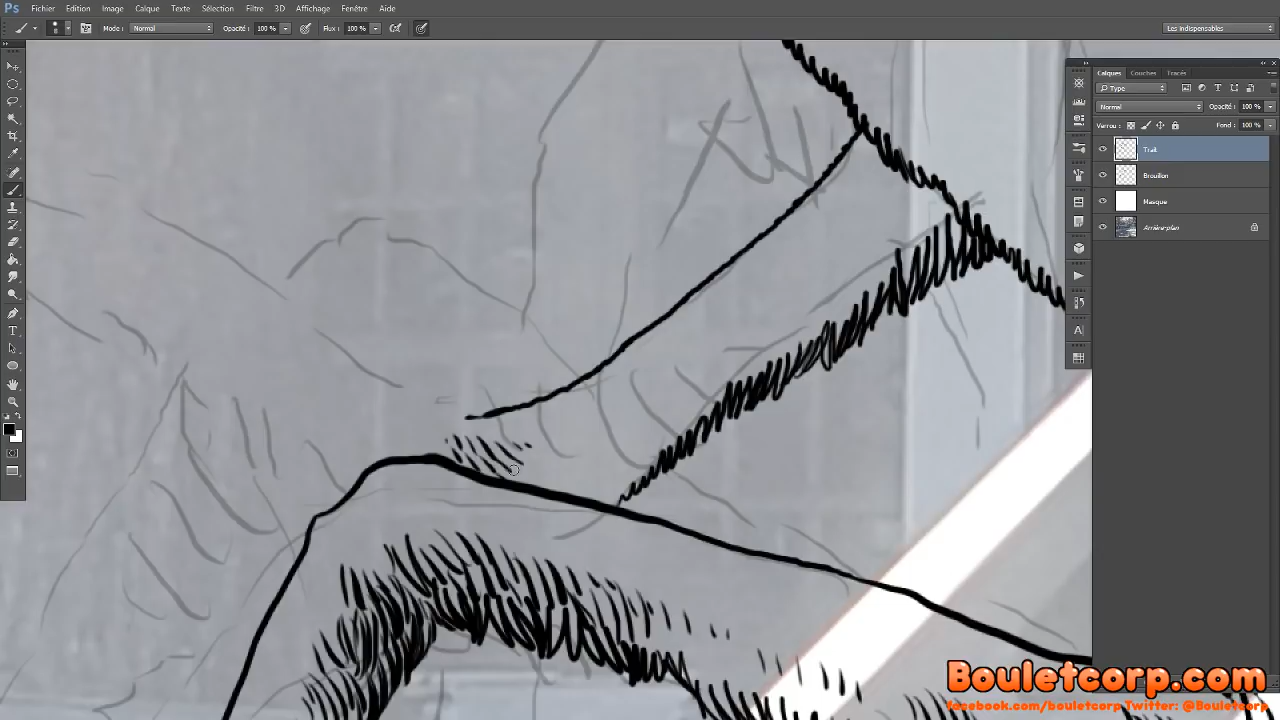 Ps Fichier Edition Image Calque Texte Sélection Filtre 3D Affichage Fenêtre Aide
Mode : Normal Opacité : 100 % Flux : 100 % Les indispensables
Calques Couches Tracés
Type
Normal Opacité : 100 %
Verrou : Fond : 100 %
Trait
Brouillon
Masque
Arrière-plan
Bouletcorp.com
facebook.com/bouletcorp Twitter: @Bouletcorp